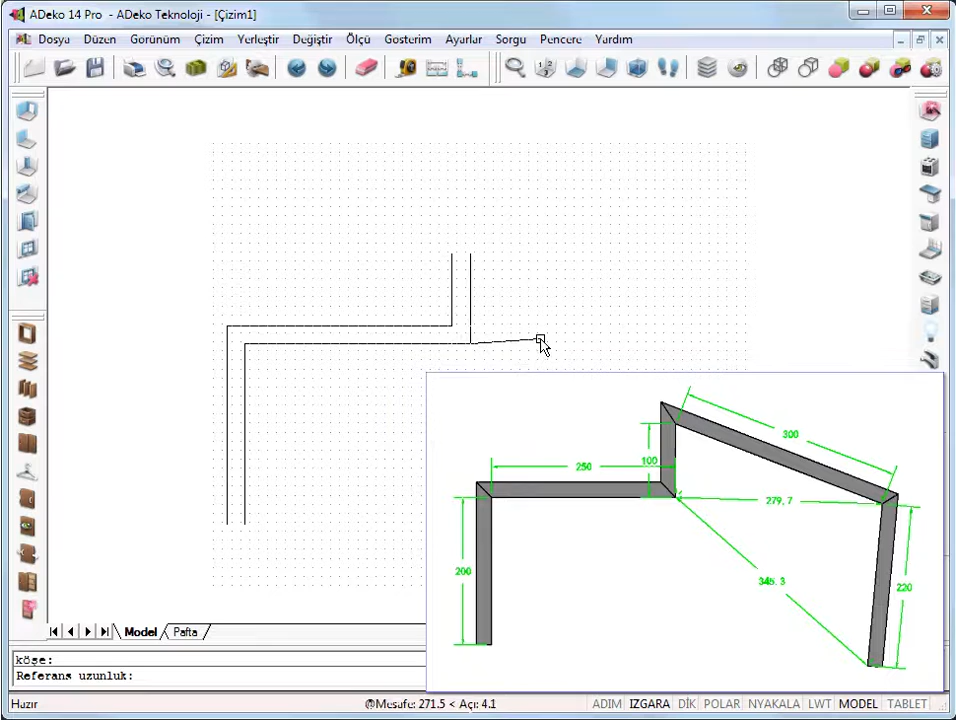 ADeko 14 Pro - ADeko Teknoloji - [Çizim1]
Dosya Düzen Görünüm Çizim Yerleştir Değiştir Ölçü Gosterim Ayarlar Sorgu Pencere Yardım
300
100
250
279,7
200
345.3
220
Model Pafta
köşe:
Referans uzunluk:
Hazır @Mesafe: 271.5 < Açı: 4.1 ADIM IZGARA DİK POLAR NYAKALA LWT MODEL TABLET